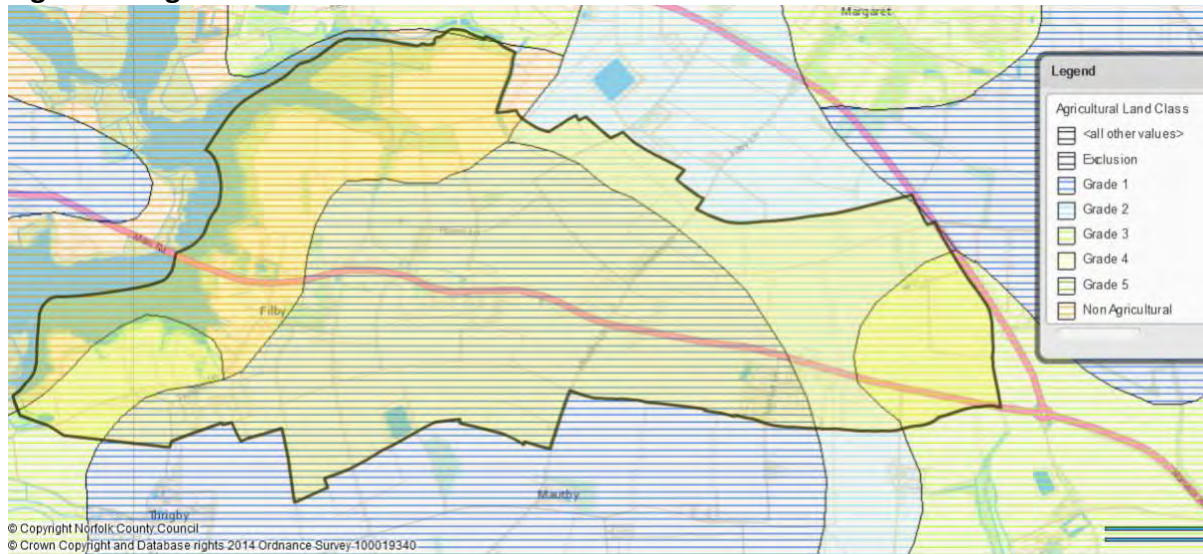 Margaret
Legend
Agricultural Land Class
<all other values>
Exclusion
Grade 1
Grade 2
Grade 3
Grade 4
Grade 5
Non Agricultural
Filby
Mautby
Thrigby
© Copyright Norfolk County Council
© Crown Copyright and Database rights 2014 Ordnance Survey 100019340